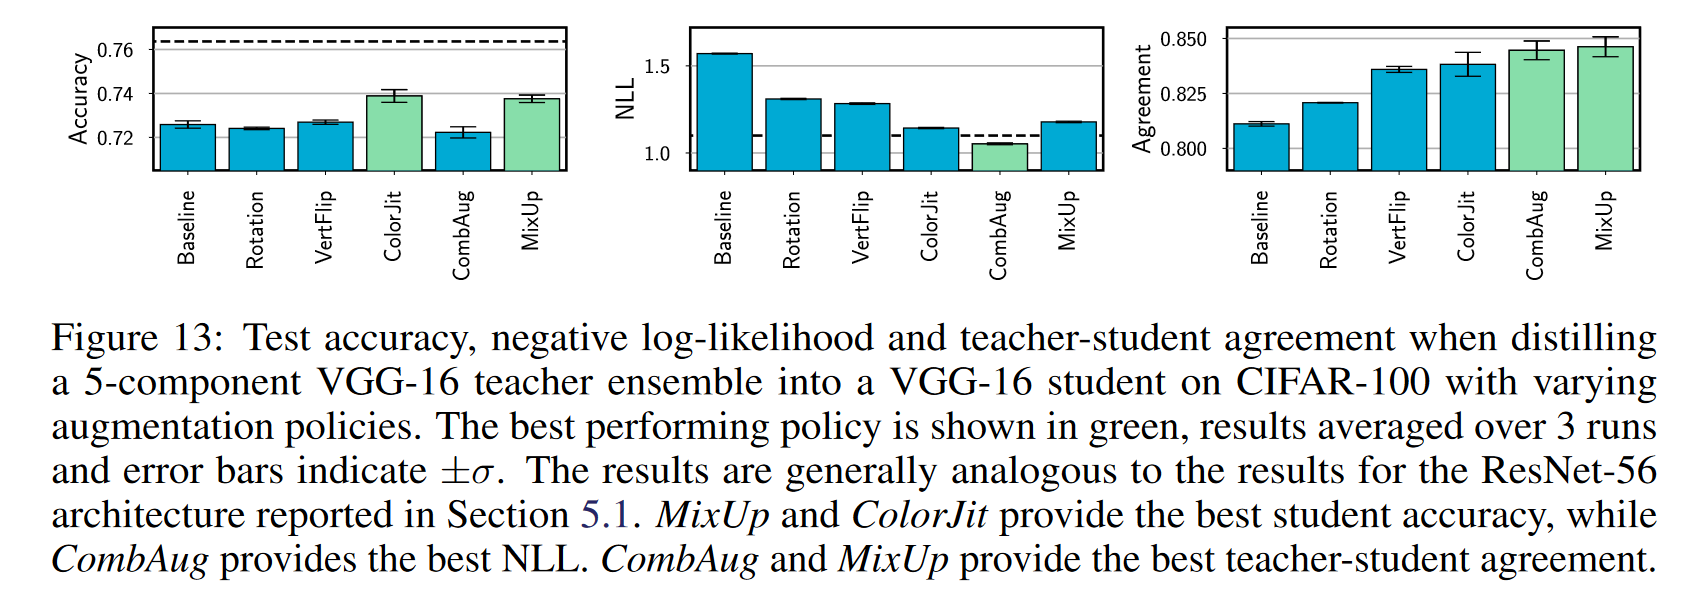 Accuracy
0.76
0.74
0.72
Baseline
Rotation
VertFlip
ColorJit
CombAug
MixUp
NLL
1.5
1.0
Baseline
Rotation
VertFlip
ColorJit
CombAug
MixUp
Agreement
0.850
0.825
0.800
Baseline
Rotation
VertFlip
ColorJit
CombAug
MixUp
Figure 13: Test accuracy, negative log-likelihood and teacher-student agreement when distilling
a 5-component VGG-16 teacher ensemble into a VGG-16 student on CIFAR-100 with varying
augmentation policies. The best performing policy is shown in green, results averaged over 3 runs
and error bars indicate ±σ. The results are generally analogous to the results for the ResNet-56
architecture reported in Section 5.1. MixUp and ColorJit provide the best student accuracy, while
CombAug provides the best NLL. CombAug and MixUp provide the best teacher-student agreement.